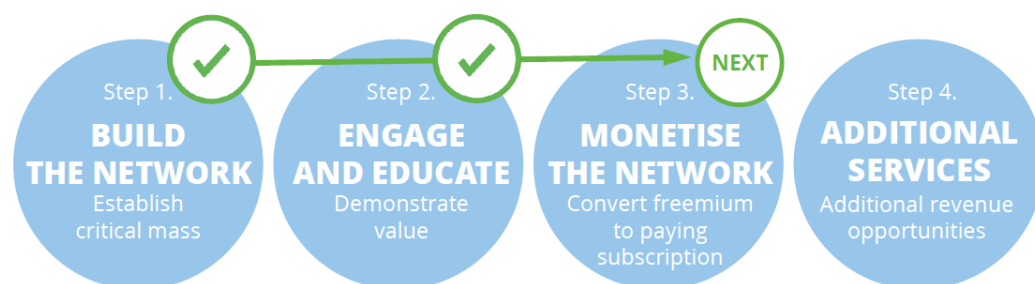 Step 1.
BUILD
THE NETWORK
Establish
critical mass
Step 2.
ENGAGE
AND EDUCATE
Demonstrate
value
NEXT
Step 3.
MONETISE
THE NETWORK
Convert freemium
to paying
subscription
Step 4.
ADDITIONAL
SERVICES
Additional revenue
opportunities